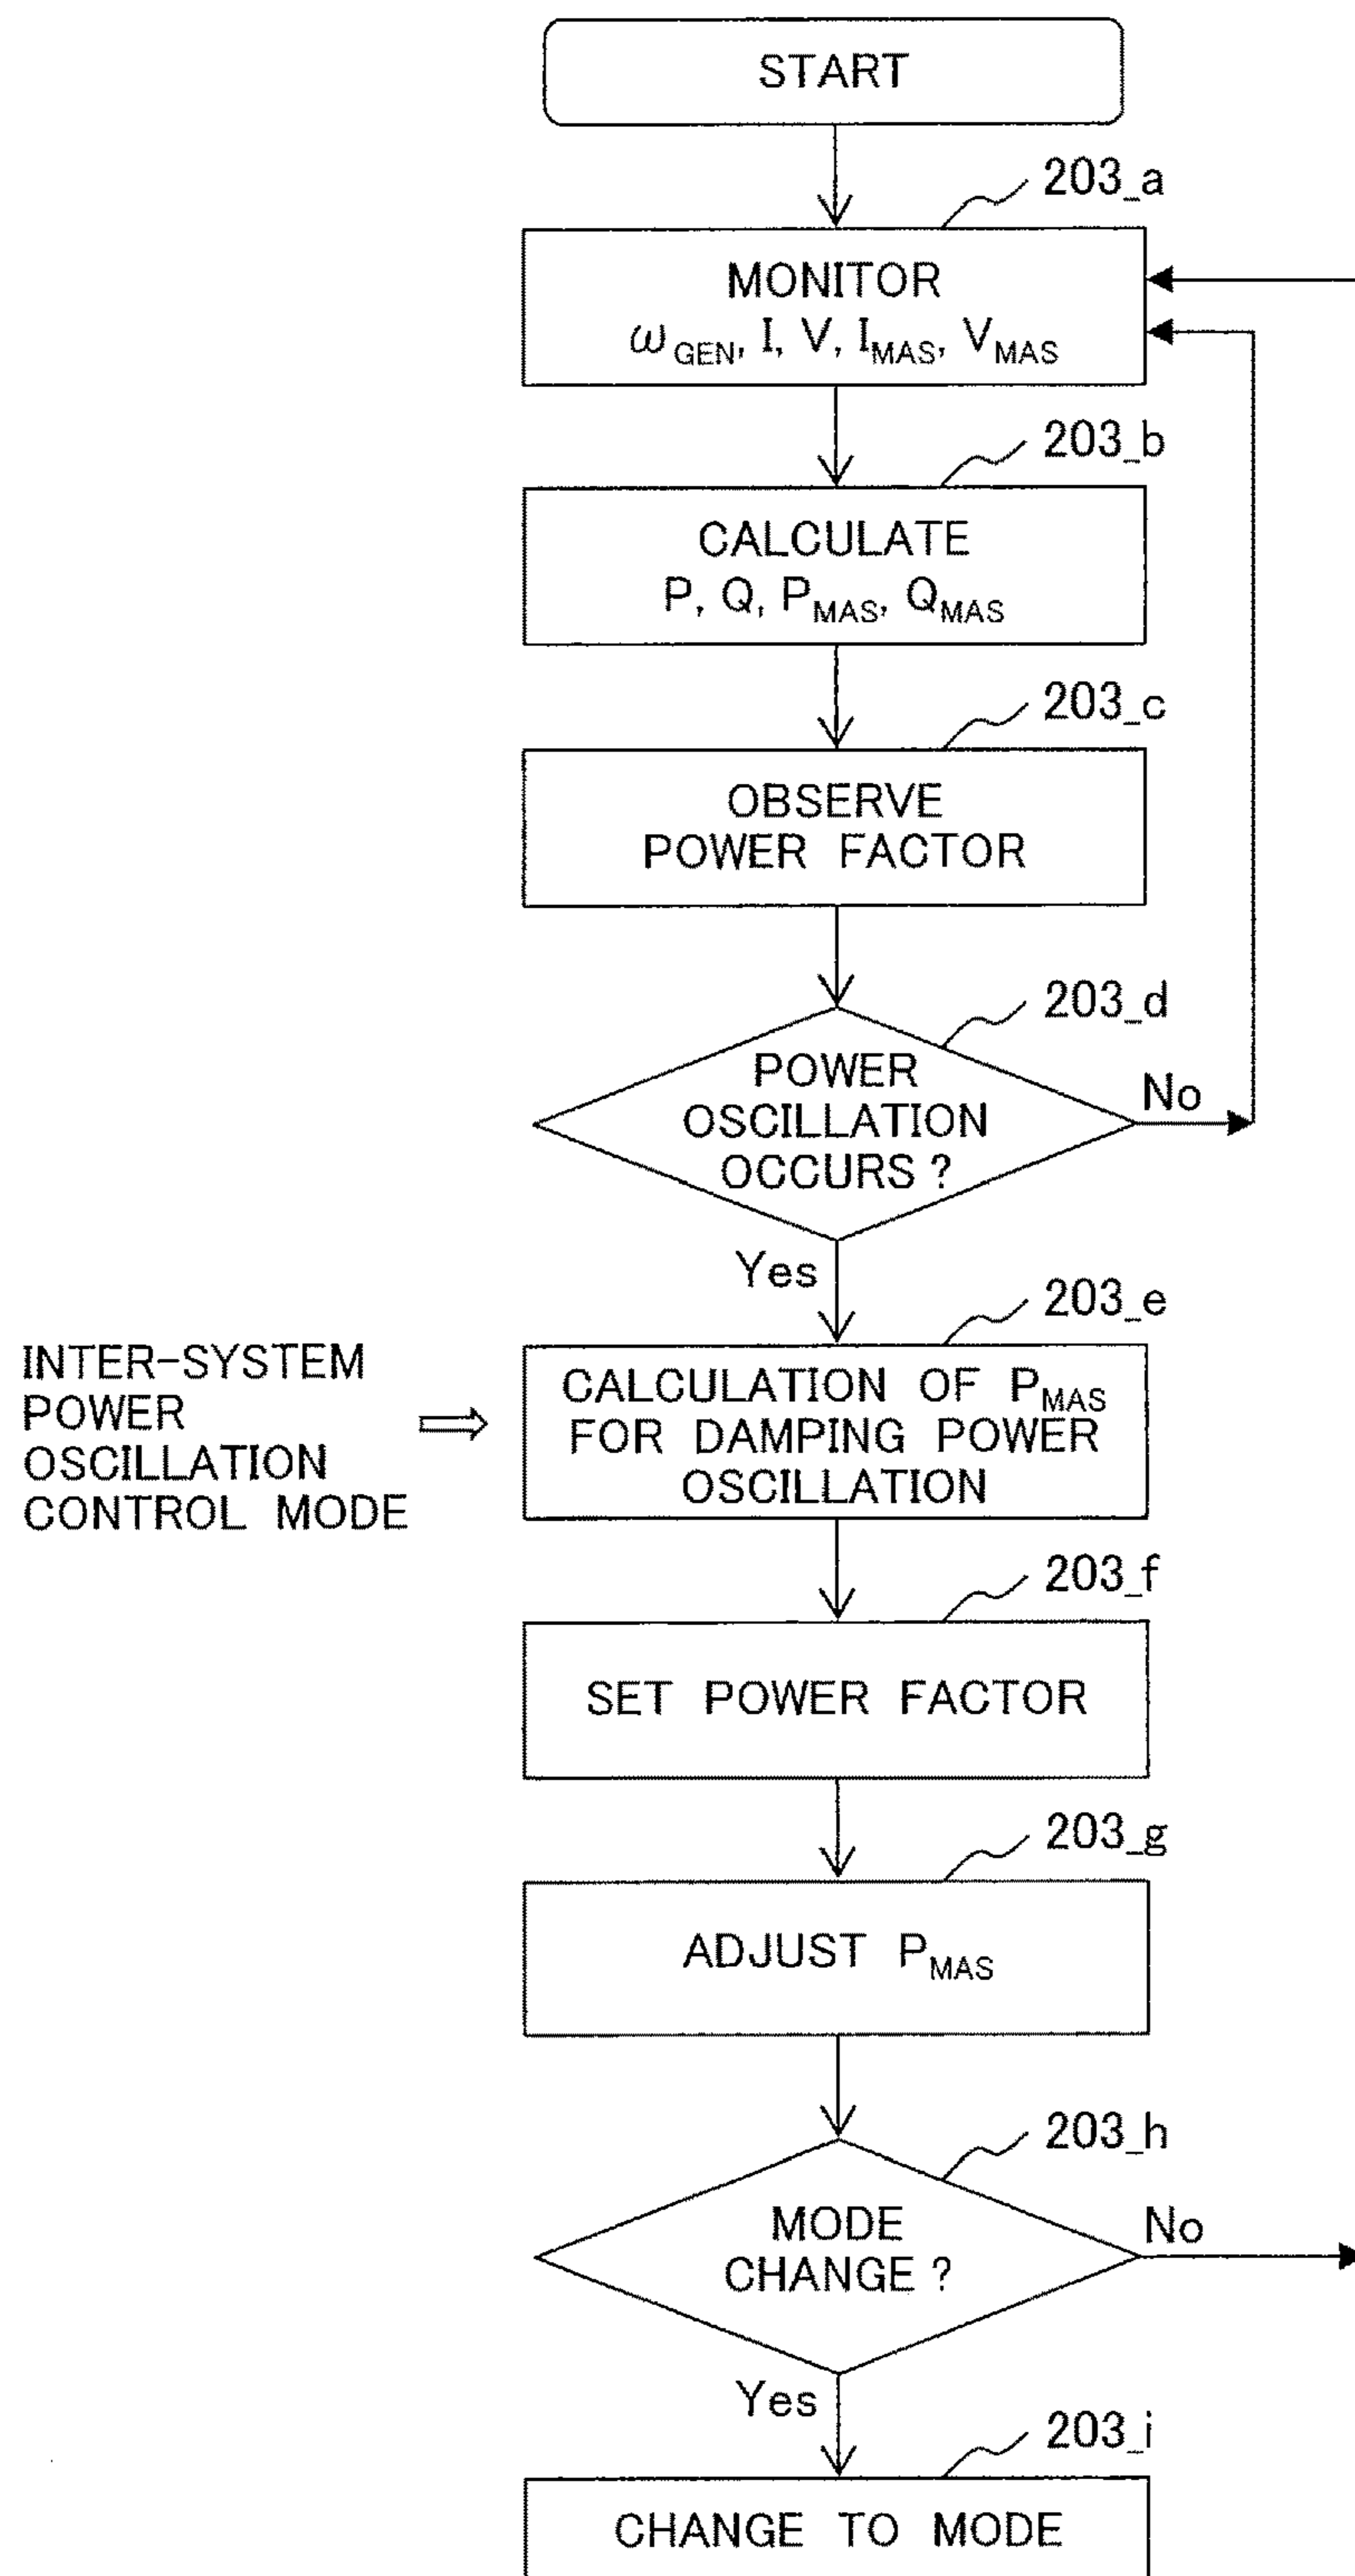 START
203_a
MONITOR
ωGEN, I, V, IMAS, VMAS
203_b
CALCULATE
P, Q, PMAS, QMAS
203_c
OBSERVE
POWER FACTOR
203_d
POWER
OSCILLATION
OCCURS ?
No
Yes
203_e
INTER-SYSTEM
POWER
OSCILLATION
CONTROL MODE
⇨
CALCULATION OF PMAS
FOR DAMPING POWER
OSCILLATION
203_f
SET POWER FACTOR
203_g
ADJUST PMAS
203_h
MODE
CHANGE ?
No
Yes
203_i
CHANGE TO MODE